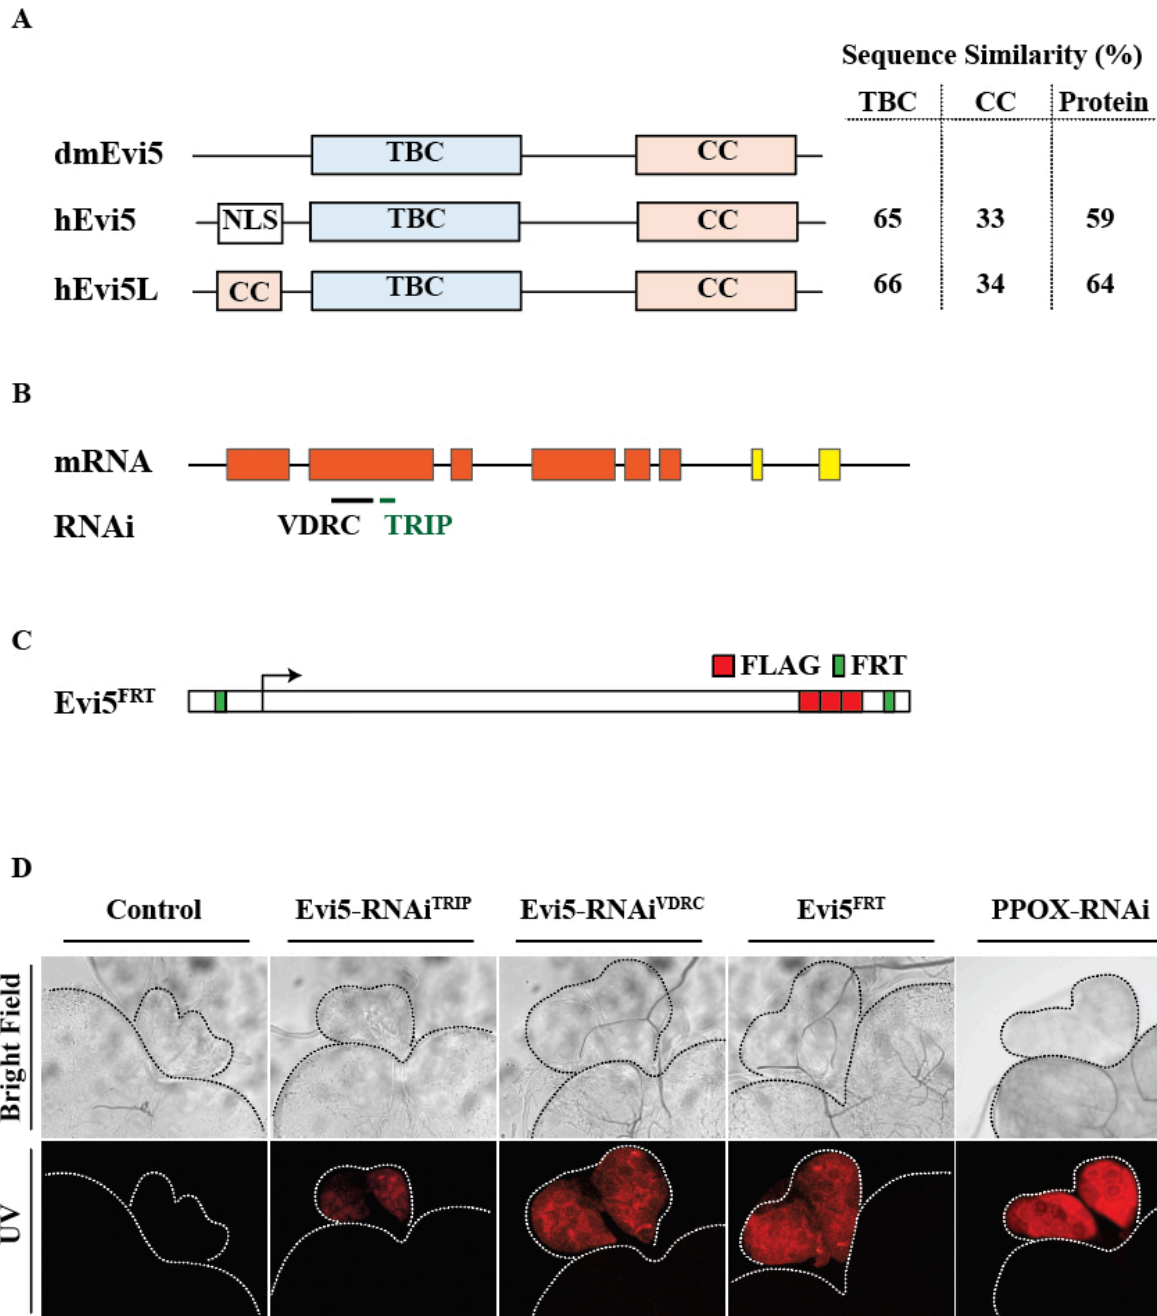 A
Sequence Similarity (%)
TBC CC Protein
dmEvi5 TBC CC
hEvi5 NLS TBC CC 65 33 59
hEvi5L CC TBC CC 66 34 64
B
mRNA
RNAi VDRC TRIP
C
FLAG FRT
Evi5FRT
D
Control Evi5-RNAiTRIP Evi5-RNAiVDRC Evi5FRT PPOX-RNAi
Bright Field
UV